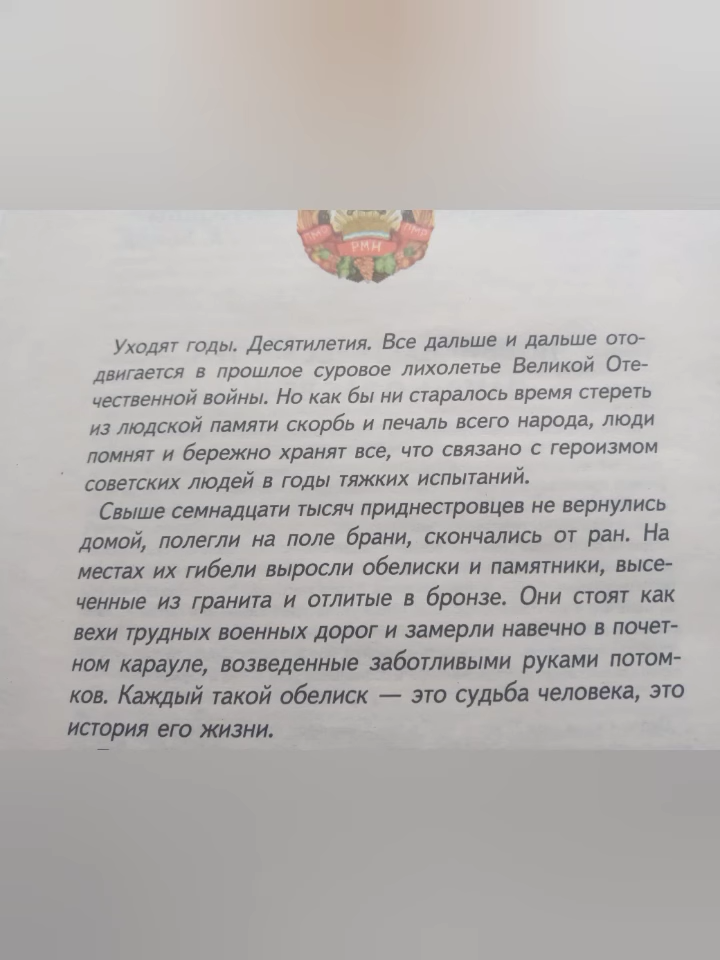 ПМР РМН ПМР
Уходят годы. Десятилетия. Все дальше и дальше ото-
двигается в прошлое суровое лихолетье Великой Оте-
чественной войны. Но как бы ни старалось время стереть
из людской памяти скорбь и печаль всего народа, люди
помнят и бережно хранят все, что связано с героизмом
советских людей в годы тяжких испытаний.
Свыше семнадцати тысяч приднестровцев не вернулись
домой, полегли на поле брани, скончались от ран. На
местах их гибели выросли обелиски и памятники, высе-
ченные из гранита и отлитые в бронзе. Они стоят как
вехи трудных военных дорог и замерли навечно в почет-
ном карауле, возведенные заботливыми руками потом-
ков. Каждый такой обелиск — это судьба человека, это
история его жизни.